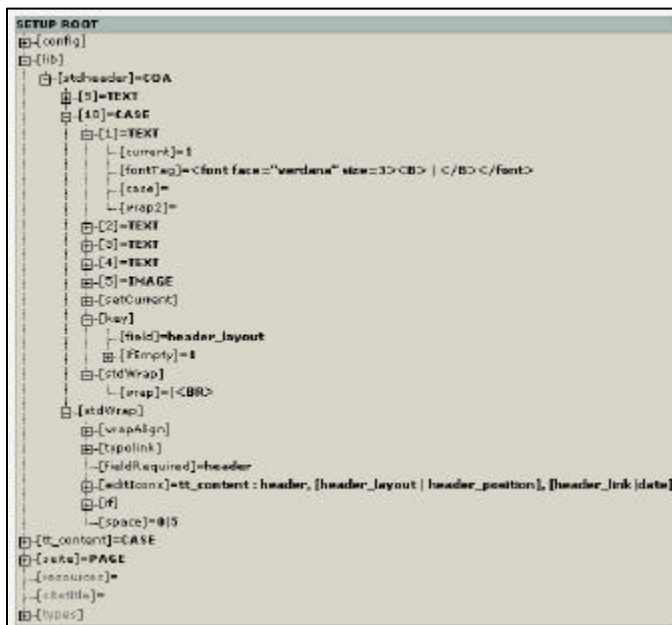 SETUP ROOT
[config]
[lib]
[stdheader]=COA
[5]=TEXT
[10]=CASE
[1]=TEXT
[current]=1
[fontTag]=<font face="verdana" size=3><B> | </B></font>
[case]=
[wrap2]=
[2]=TEXT
[3]=TEXT
[4]=TEXT
[5]=IMAGE
[setCurrent]
[key]
[field]=header_layout
[ifEmpty]=1
[stdWrap]
[wrap]=|<BR>
[stdWrap]
[wrapAlign]
[typolink]
[fieldRequired]=header
[editIcons]=tt_content : header, [header_layout | header_position], [header_link|date]
[if]
[space]=0|5
[tt_content]=CASE
[seite]=PAGE
[resources]=
[sitetitle]=
[types]